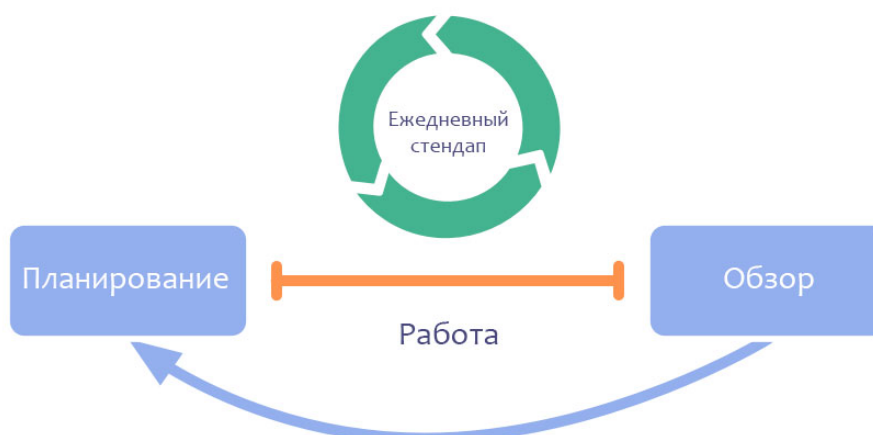 Ежедневный
стендап
Планирование
Обзор
Работа